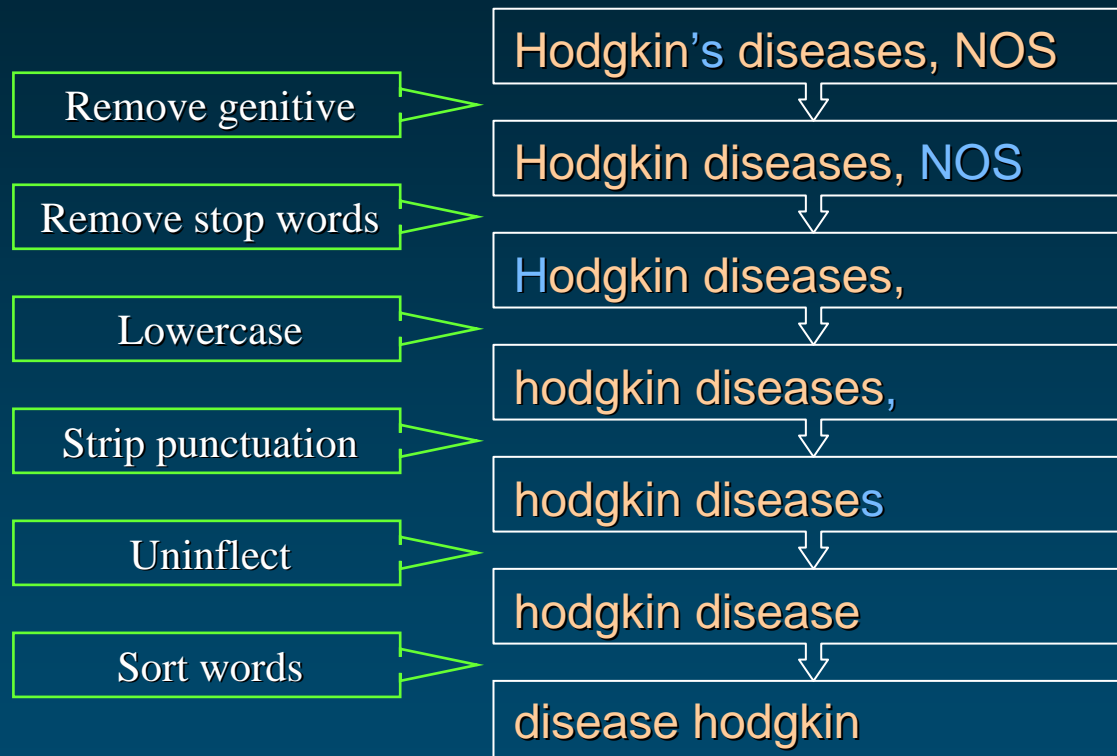 Hodgkin’s diseases, NOS
Remove genitive
Hodgkin diseases, NOS
Remove stop words
Hodgkin diseases,
Lowercase
hodgkin diseases,
Strip punctuation
hodgkin diseases
Uninflect
hodgkin disease
Sort words
disease hodgkin